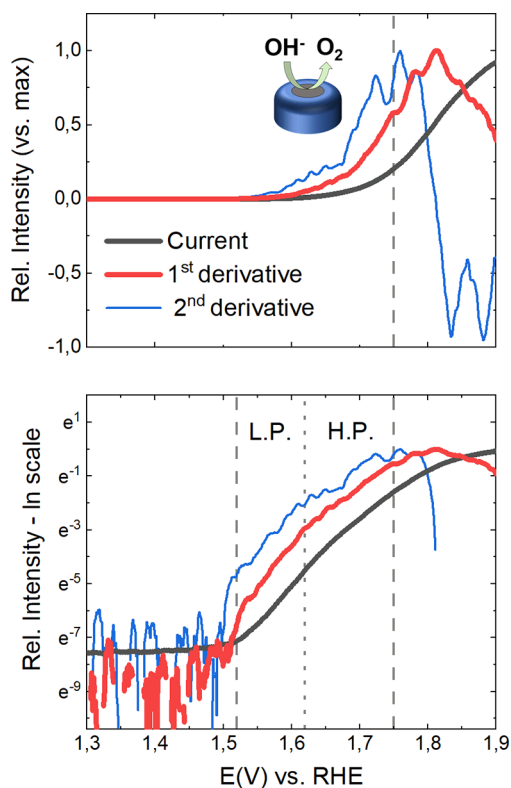 OH⁻ O₂
Rel. Intensity (vs. max)
1,0
0,5
0,0
-0,5
-1,0
Current
1ˢᵗ derivative
2ⁿᵈ derivative
Rel. Intensity - ln scale
L.P. H.P.
e¹
e⁻¹
e⁻³
e⁻⁵
e⁻⁷
e⁻⁹
1,3 1,4 1,5 1,6 1,7 1,8 1,9
E(V) vs. RHE